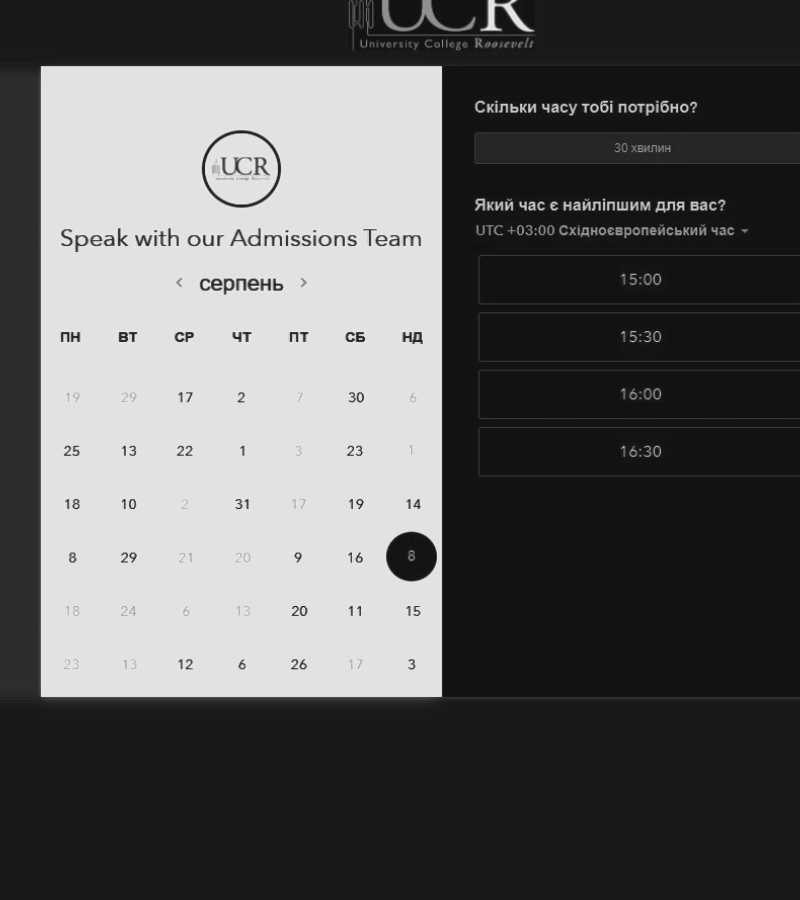 UCR
University College Roosevelt
UCR
Speak with our Admissions Team
серпень
ПН ВТ СР ЧТ ПТ СБ НД
19 29 17 2 7 30 6
25 13 22 1 3 23 1
18 10 2 31 17 19 14
8 29 21 20 9 16 8
18 24 6 13 20 11 15
23 13 12 6 26 17 3
Скільки часу тобі потрібно?
30 хвилин
Який час є найліпшим для вас?
UTC +03:00 Східноєвропейський час
15:00
15:30
16:00
16:30